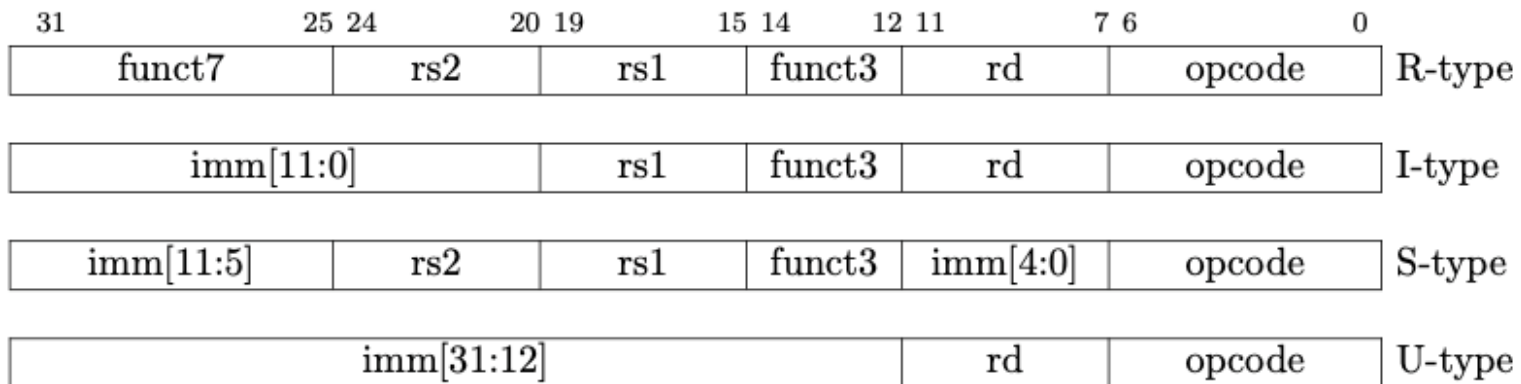 31 25 24 20 19 15 14 12 11 7 6 0
funct7 rs2 rs1 funct3 rd opcode R-type
imm[11:0] rs1 funct3 rd opcode I-type
imm[11:5] rs2 rs1 funct3 imm[4:0] opcode S-type
imm[31:12] rd opcode U-type